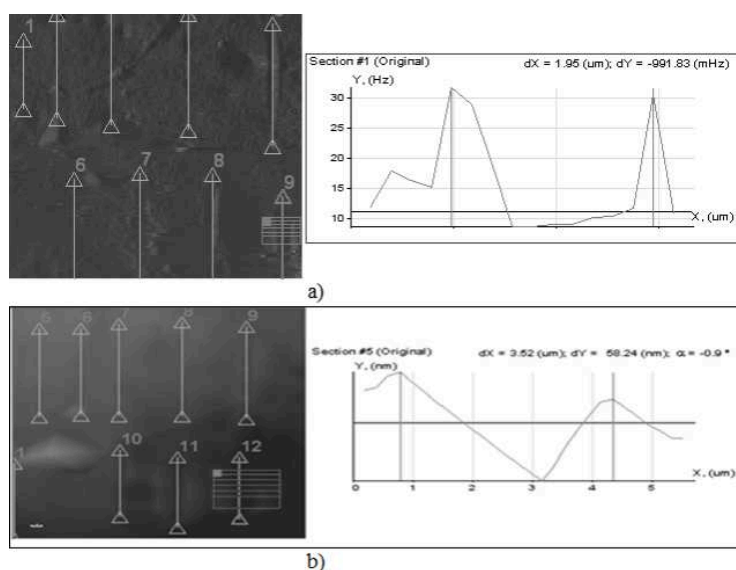 1
6 7 8 9
Section #1 (Original) dX = 1.95 (um); dY = -991.83 (mHz)
Y, (Hz)
30
25
20
15
10
X, (um)
a)
5 6 7 8 9
1 10 11 12
Section #5 (Original) dX = 3.52 (um); dY = 58.24 (nm); α = -0.9 °
Y, (nm)
X, (um)
0 1 2 3 4 5
b)